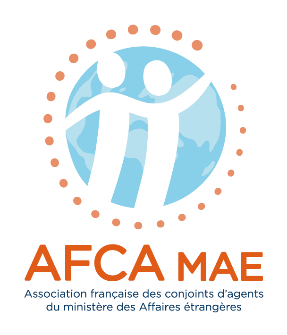 AFCA MAE
Association française des conjoints d'agents
du ministère des Affaires étrangères